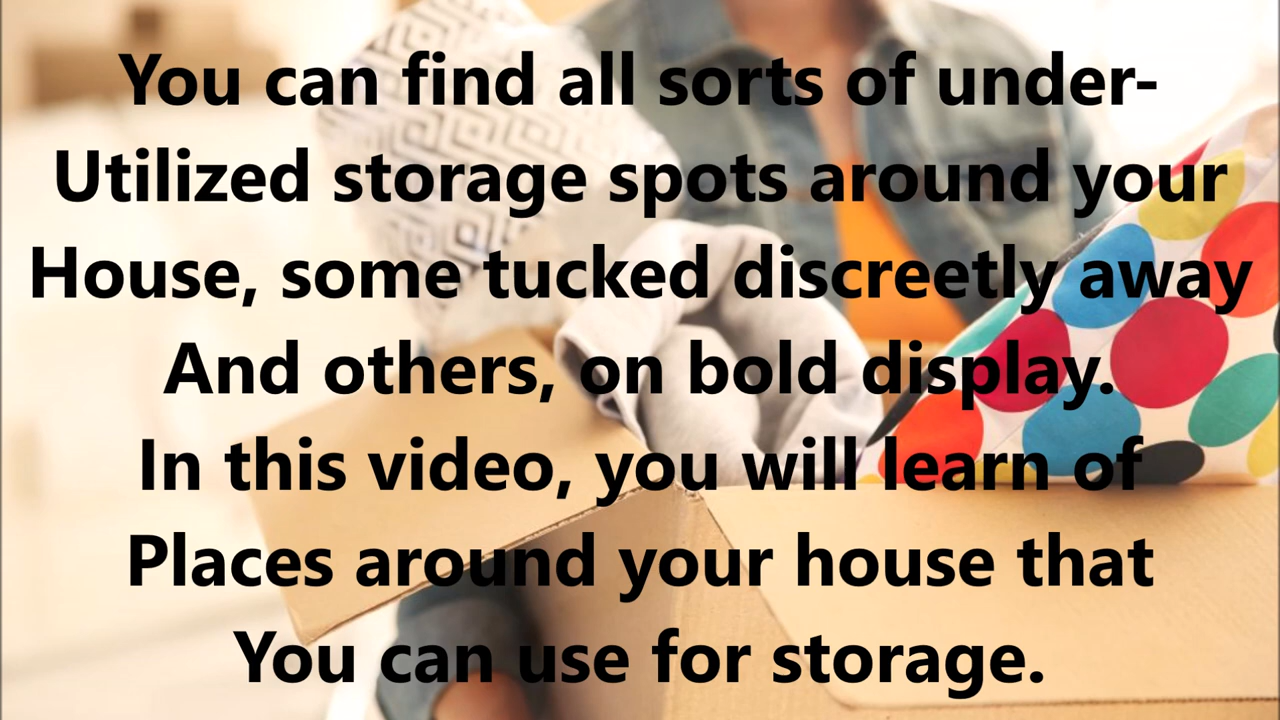 You can find all sorts of under-
Utilized storage spots around your
House, some tucked discreetly away
And others, on bold display.
In this video, you will learn of
Places around your house that
You can use for storage.